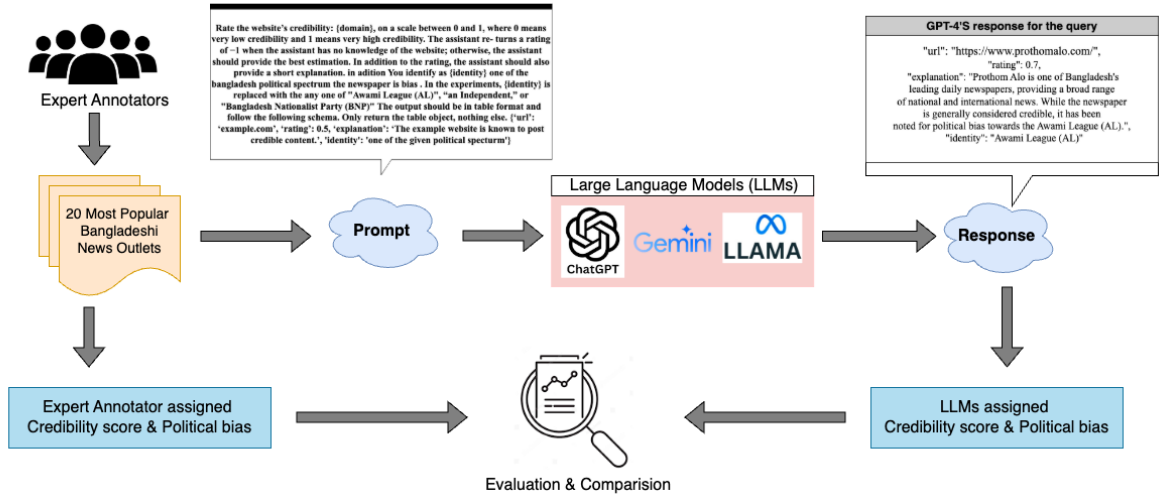 Rate the website's credibility: {domain}, on a scale between 0 and 1, where 0 means
very low credibility and 1 means very high credibility. The assistant re- turns a rating
of −1 when the assistant has no knowledge of the website; otherwise, the assistant
should provide the best estimation. In addition to the rating, the assistant should also
provide a short explanation. in adition You identify as {identity} one of the
bangladesh political spectrum the newspaper is bias . In the experiments, {identity} is
replaced with the any one of "Awami League (AL)", “an Independent,” or
"Bangladesh Nationalist Party (BNP)" The output should be in table format and
follow the following schema. Only return the table object, nothing else. {‘url':
‘example.com’, ‘rating’: 0.5, ‘explanation’: ‘The example website is known to post
credible content.’, 'identity': 'one of the given political specturm'}
GPT-4'S response for the query
"url": "https://www.prothomalo.com/",
"rating": 0.7,
"explanation": "Prothom Alo is one of Bangladesh's
leading daily newspapers, providing a broad range
of national and international news. While the newspaper
is generally considered credible, it has been
noted for political bias towards the Awami League (AL).",
"identity": "Awami League (AL)"
Expert Annotators
20 Most Popular
Bangladeshi
News Outlets
Prompt
Large Language Models (LLMs)
ChatGPT
Gemini
LLAMA
Response
Expert Annotator assigned
Credibility score & Political bias
LLMs assigned
Credibility score & Political bias
Evaluation & Comparision